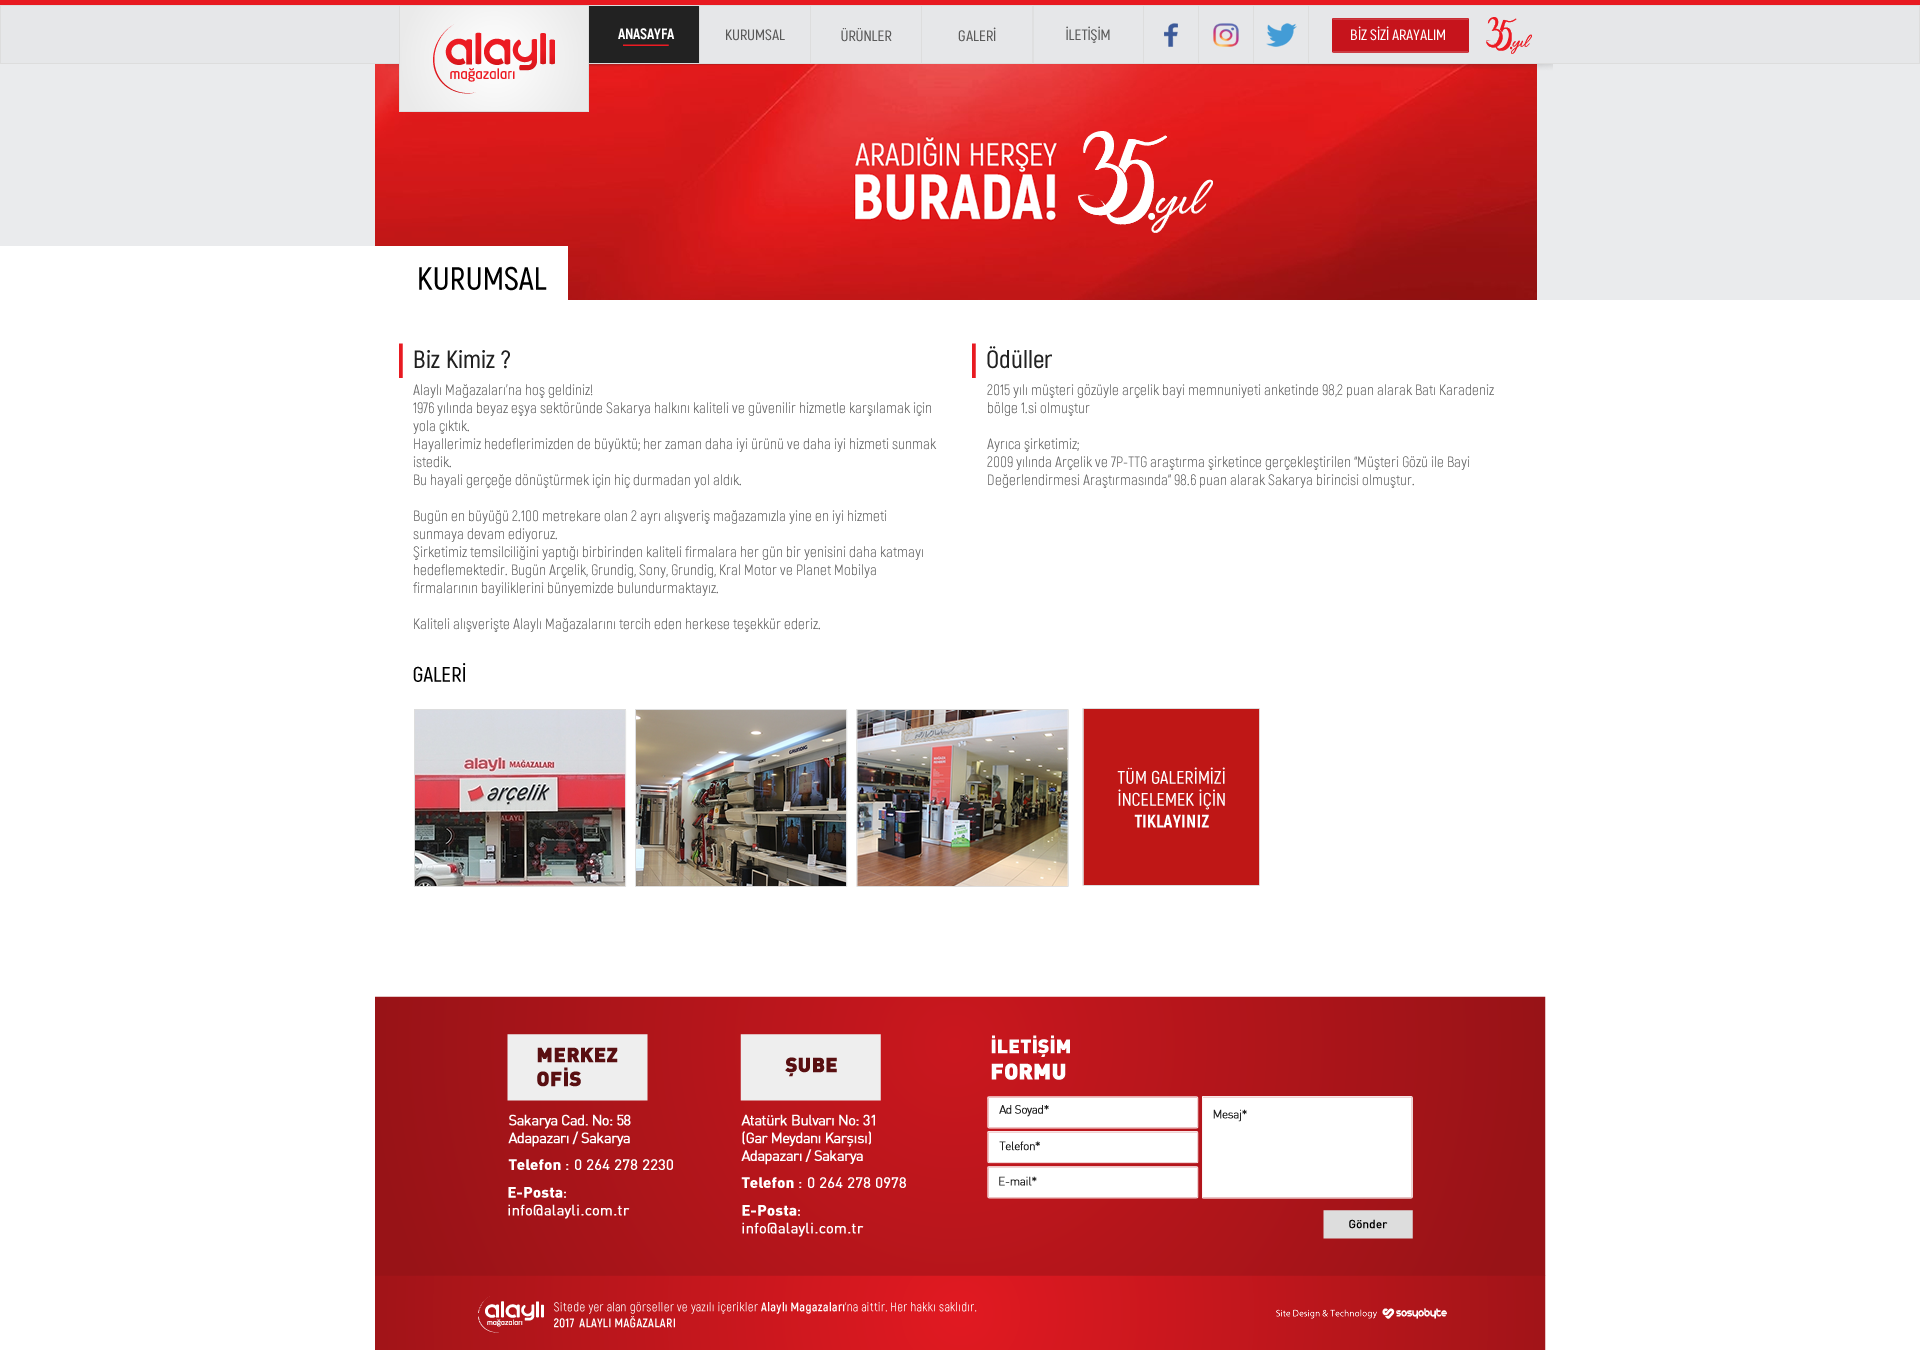 alaylı
mağazaları
ANASAYFA
KURUMSAL
ÜRÜNLER
GALERİ
İLETİŞİM
BİZ SİZİ ARAYALIM
35.yıl
ARADIĞIN HERŞEY
BURADA!
35.yıl
KURUMSAL
Biz Kimiz ?
Alaylı Mağazaları'na hoş geldiniz!
1976 yılında beyaz eşya sektöründe Sakarya halkını kaliteli ve güvenilir hizmetle karşılamak için
yola çıktık.
Hayallerimiz hedeflerimizden de büyüktü; her zaman daha iyi ürünü ve daha iyi hizmeti sunmak
istedik.
Bu hayali gerçeğe dönüştürmek için hiç durmadan yol aldık.
Bugün en büyüğü 2.100 metrekare olan 2 ayrı alışveriş mağazamızla yine en iyi hizmeti
sunmaya devam ediyoruz.
Şirketimiz temsilciliğini yaptığı birbirinden kaliteli firmalara her gün bir yenisini daha katmayı
hedeflemektedir. Bugün Arçelik, Grundig, Sony, Grundig, Kral Motor ve Planet Mobilya
firmalarının bayiliklerini bünyemizde bulundurmaktayız.
Kaliteli alışverişte Alaylı Mağazalarını tercih eden herkese teşekkür ederiz.
Ödüller
2015 yılı müşteri gözüyle arçelik bayi memnuniyeti anketinde 98,2 puan alarak Batı Karadeniz
bölge 1.si olmuştur
Ayrıca şirketimiz;
2009 yılında Arçelik ve 7P-TTG araştırma şirketince gerçekleştirilen "Müşteri Gözü ile Bayi
Değerlendirmesi Araştırmasında" 98.6 puan alarak Sakarya birincisi olmuştur.
GALERİ
alaylı MAĞAZALARI
arçelik
ALAYLI
GRUNDIG
TÜM GALERİMİZİ
İNCELEMEK İÇİN
TIKLAYINIZ
MERKEZ
OFİS
Sakarya Cad. No: 58
Adapazarı / Sakarya
Telefon : 0 264 278 2230
E-Posta:
info@alayli.com.tr
ŞUBE
Atatürk Bulvarı No: 31
(Gar Meydanı Karşısı)
Adapazarı / Sakarya
Telefon : 0 264 278 0978
E-Posta:
info@alayli.com.tr
İLETİŞİM
FORMU
Ad Soyad*
Telefon*
E-mail*
Mesaj*
Gönder
alaylı
mağazaları
Sitede yer alan görseller ve yazılı içerikler Alaylı Magazaları'na aittir. Her hakkı saklıdır.
2017 ALAYLI MAĞAZALARI
Site Design & Technology sosyobyte